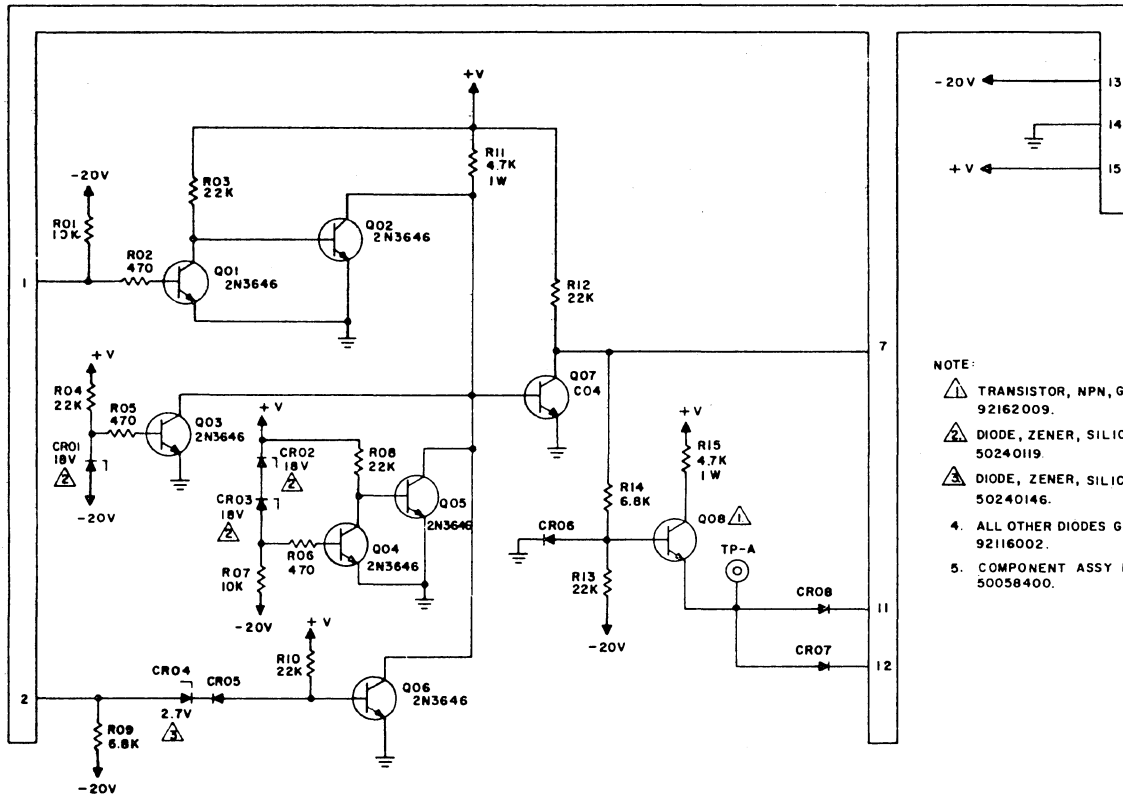 +V
-20V
13
14
+V
15
R11
4.7K
1W
-20V
R03
22K
R01
10K
Q02
2N3646
R02
470
Q01
2N3646
1
R12
22K
7
+V
R04
22K
R05
470
Q03
2N3646
CR01
18V
2
-20V
+V
CR02
18V
2
R08
22K
CR03
18V
2
Q05
2N3646
R06
470
Q04
2N3646
R07
10K
-20V
Q07
C04
+V
R15
4.7K
1W
R14
6.8K
Q08
1
CR06
TP-A
R13
22K
-20V
CR08
11
CR07
12
+V
R10
22K
CR04
CR05
2.7V
3
Q06
2N3646
2
R09
6.8K
-20V
NOTE:
1 TRANSISTOR, NPN, G
92162009.
2. DIODE, ZENER, SILIC
50240119.
3. DIODE, ZENER, SILIC
50240146.
4. ALL OTHER DIODES G
92116002.
5. COMPONENT ASSY
50058400.